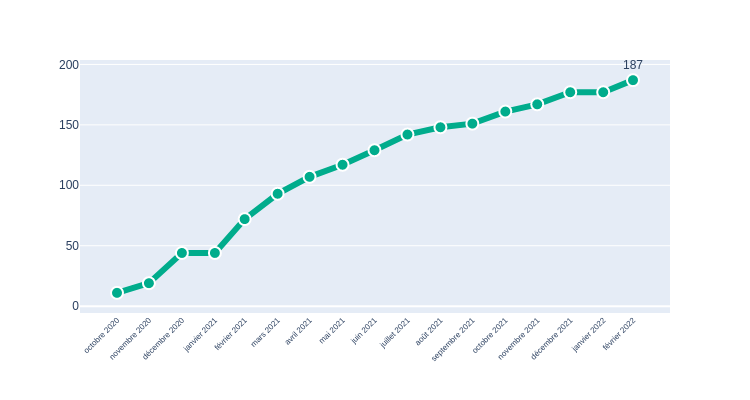 200
187
150
100
50
0
octobre 2020
novembre 2020
décembre 2020
janvier 2021
février 2021
mars 2021
avril 2021
mai 2021
juin 2021
juillet 2021
août 2021
septembre 2021
octobre 2021
novembre 2021
décembre 2021
janvier 2022
février 2022